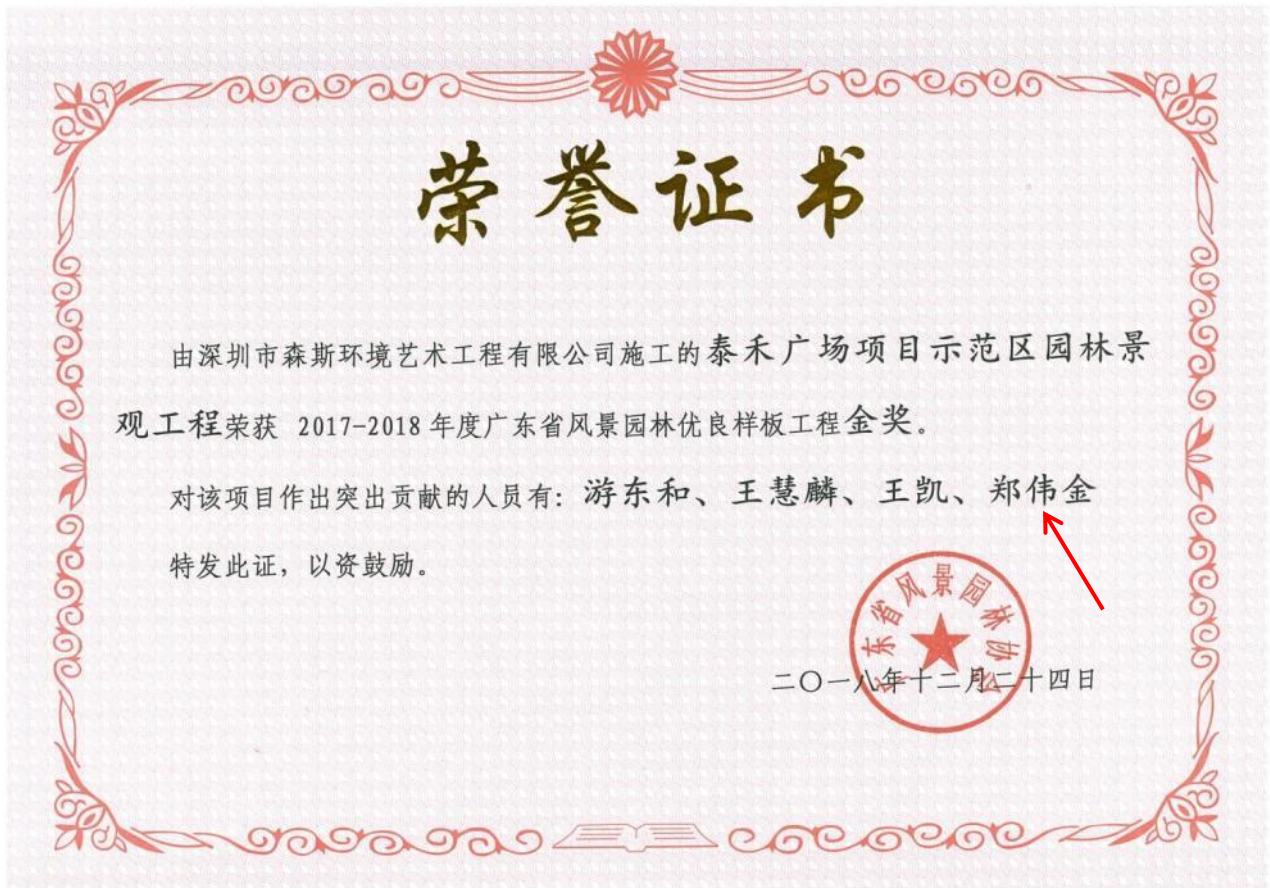 荣誉证书
由深圳市森斯环境艺术工程有限公司施工的泰禾广场项目示范区园林景
观工程荣获 2017-2018 年度广东省风景园林优良样板工程金奖。
对该项目作出突出贡献的人员有：游东和、王慧麟、王凯、郑伟金
特发此证，以资鼓励。
广东省风景园林协会
二〇一八年十二月二十四日